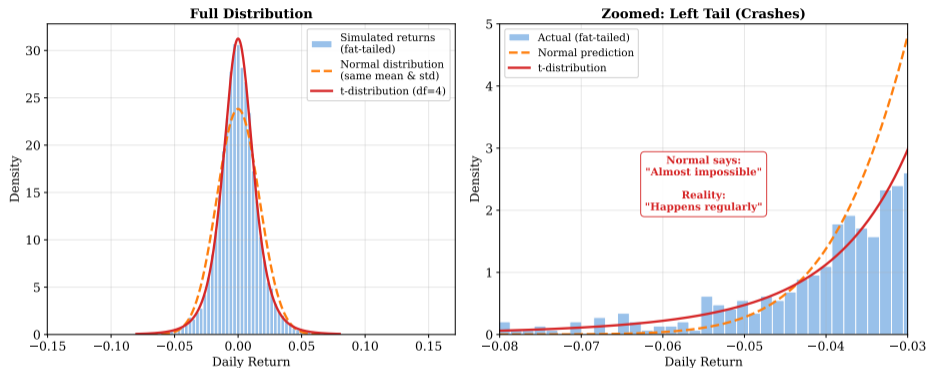 Full Distribution
Simulated returns
(fat-tailed)
Normal distribution
(same mean & std)
t-distribution (df=4)
Density
30
25
20
15
10
5
0
−0.15
−0.10
−0.05
0.00
0.05
0.10
0.15
Daily Return
Zoomed: Left Tail (Crashes)
Actual (fat-tailed)
Normal prediction
t-distribution
Normal says:
"Almost impossible"
Reality:
"Happens regularly"
Density
5
4
3
2
1
0
−0.08
−0.07
−0.06
−0.05
−0.04
−0.03
Daily Return